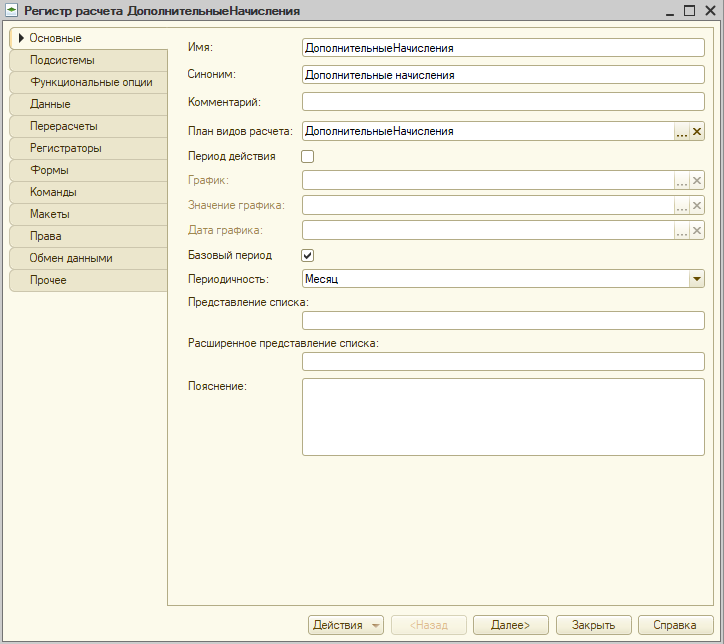 Регистр расчета ДополнительныеНачисления
Основные
Подсистемы
Функциональные опции
Данные
Перерасчеты
Регистраторы
Формы
Команды
Макеты
Права
Обмен данными
Прочее
Имя: ДополнительныеНачисления
Синоним: Дополнительные начисления
Комментарий:
План видов расчета: ДополнительныеНачисления ...
Период действия
График: ...
Значение графика: ...
Дата графика: ...
Базовый период
Периодичность: Месяц
Представление списка:
Расширенное представление списка:
Пояснение:
Действия <Назад Далее> Закрыть Справка